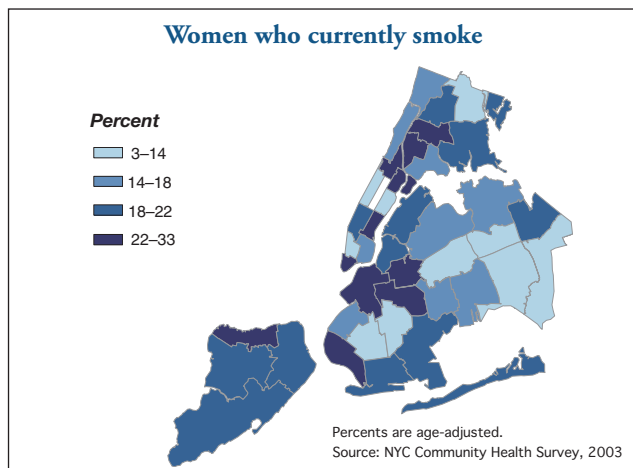 Women who currently smoke
Percent
3–14
14–18
18–22
22–33
Percents are age-adjusted.
Source: NYC Community Health Survey, 2003